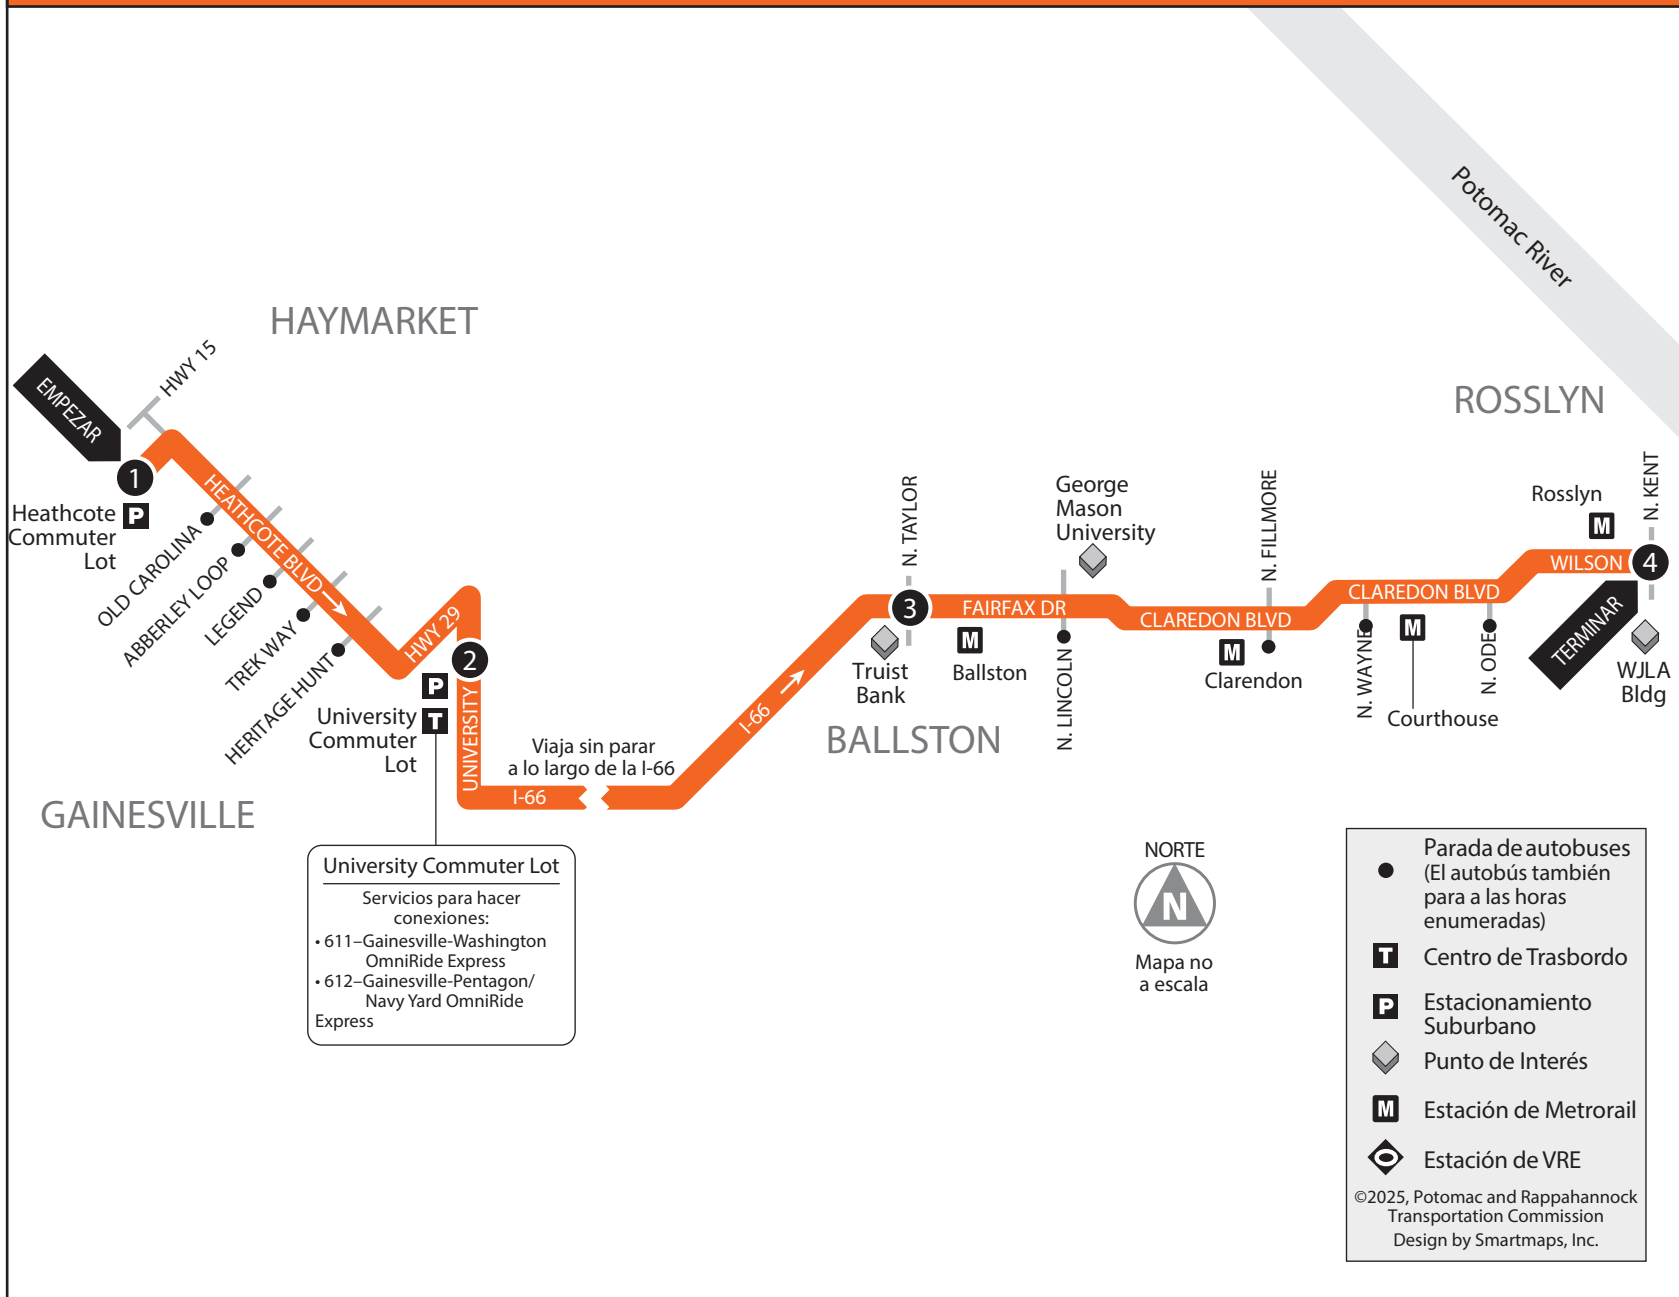 Potomac River
HAYMARKET
HWY 15
EMPEZAR
ROSSLYN
1
Heathcote
Commuter
Lot
P
HEATHCOTE BLVD
OLD CAROLINA
ABBERLEY LOOP
LEGEND
TREK WAY
HERITAGE HUNT
HWY 29
2
P
T
University
Commuter
Lot
UNIVERSITY
GAINESVILLE
Viaja sin parar
a lo largo de la I-66
I-66
I-66
N. TAYLOR
3
Truist
Bank
BALLSTON
FAIRFAX DR
M
Ballston
George
Mason
University
N. LINCOLN
CLAREDON BLVD
N. FILLMORE
M
Clarendon
CLAREDON BLVD
N. WAYNE
M
Courthouse
N. ODE
Rosslyn
M
WILSON
N. KENT
4
TERMINAR
WJLA
Bldg
University Commuter Lot
Servicios para hacer
conexiones:
• 611–Gainesville-Washington
OmniRide Express
• 612–Gainesville-Pentagon/
Navy Yard OmniRide
Express
NORTE
N
Mapa no
a escala
Parada de autobuses
(El autobús también
para a las horas
enumeradas)
T Centro de Trasbordo
P Estacionamiento
Suburbano
Punto de Interés
M Estación de Metrorail
Estación de VRE
©2025, Potomac and Rappahannock
Transportation Commission
Design by Smartmaps, Inc.